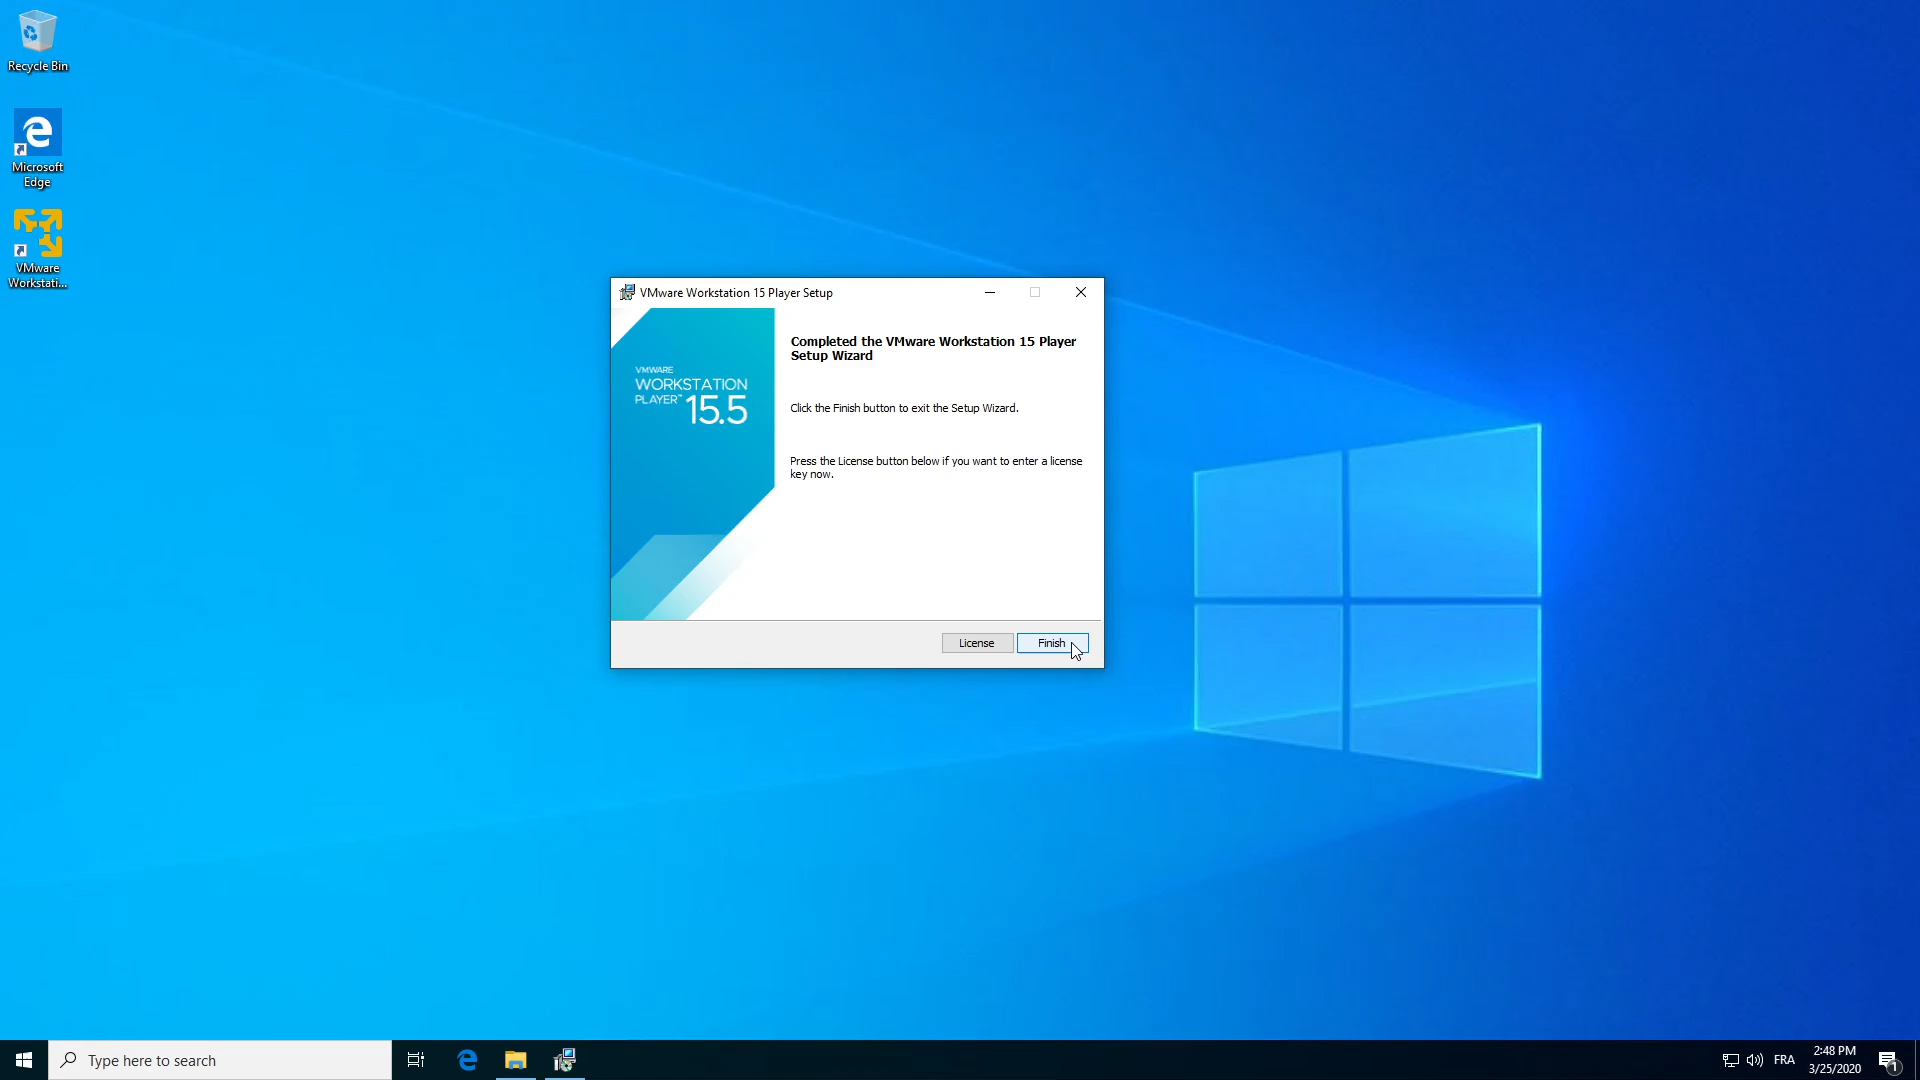 Recycle Bin
Microsoft
Edge
VMware
Workstati...
VMware Workstation 15 Player Setup
VMWARE
WORKSTATION
PLAYER™ 15.5
Completed the VMware Workstation 15 Player
Setup Wizard
Click the Finish button to exit the Setup Wizard.
Press the License button below if you want to enter a license
key now.
License
Finish
Type here to search
FRA
2:48 PM
3/25/2020
1